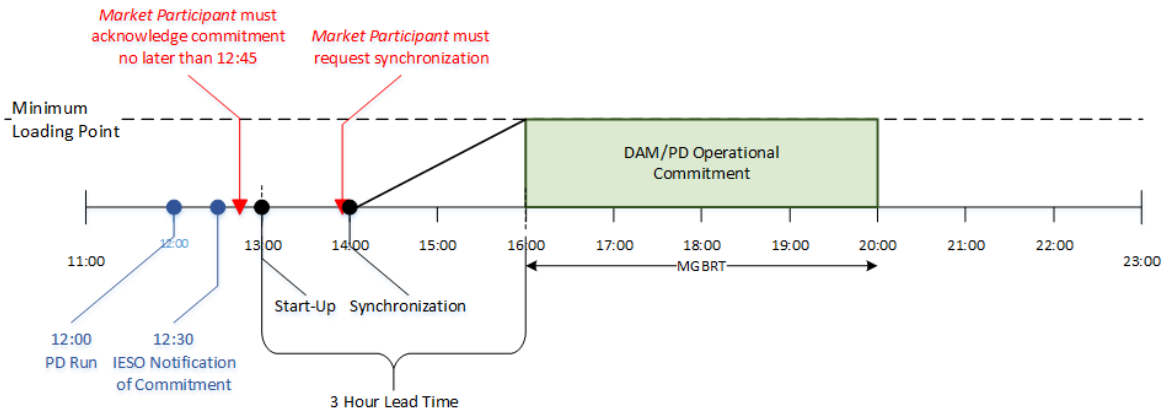 Market Participant must
acknowledge commitment
no later than 12:45
Market Participant must
request synchronization
Minimum
Loading Point
DAM/PD Operational
Commitment
11:00
12:00
13:00
14:00
15:00
16:00
17:00
18:00
19:00
20:00
21:00
22:00
23:00
MGBRT
Start-Up
Synchronization
12:00
PD Run
12:30
IESO Notification
of Commitment
3 Hour Lead Time